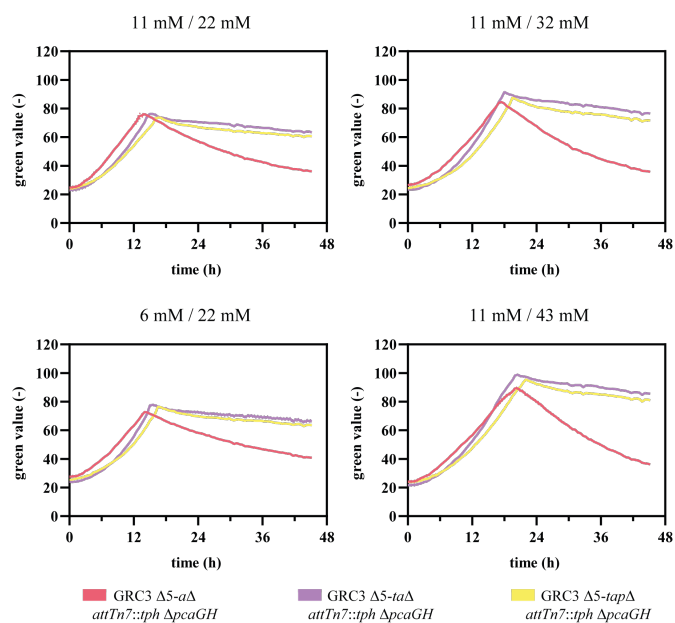 11 mM / 22 mM
11 mM / 32 mM
120
100
80
60
40
20
0
green value (-)
0 12 24 36 48
time (h)
120
100
80
60
40
20
0
green value (-)
0 12 24 36 48
time (h)
6 mM / 22 mM
11 mM / 43 mM
120
100
80
60
40
20
0
green value (-)
0 12 24 36 48
time (h)
120
100
80
60
40
20
0
green value (-)
0 12 24 36 48
time (h)
GRC3 Δ5-aΔ
attTn7::tph ΔpcaGH
GRC3 Δ5-taΔ
attTn7::tph ΔpcaGH
GRC3 Δ5-tapΔ
attTn7::tph ΔpcaGH